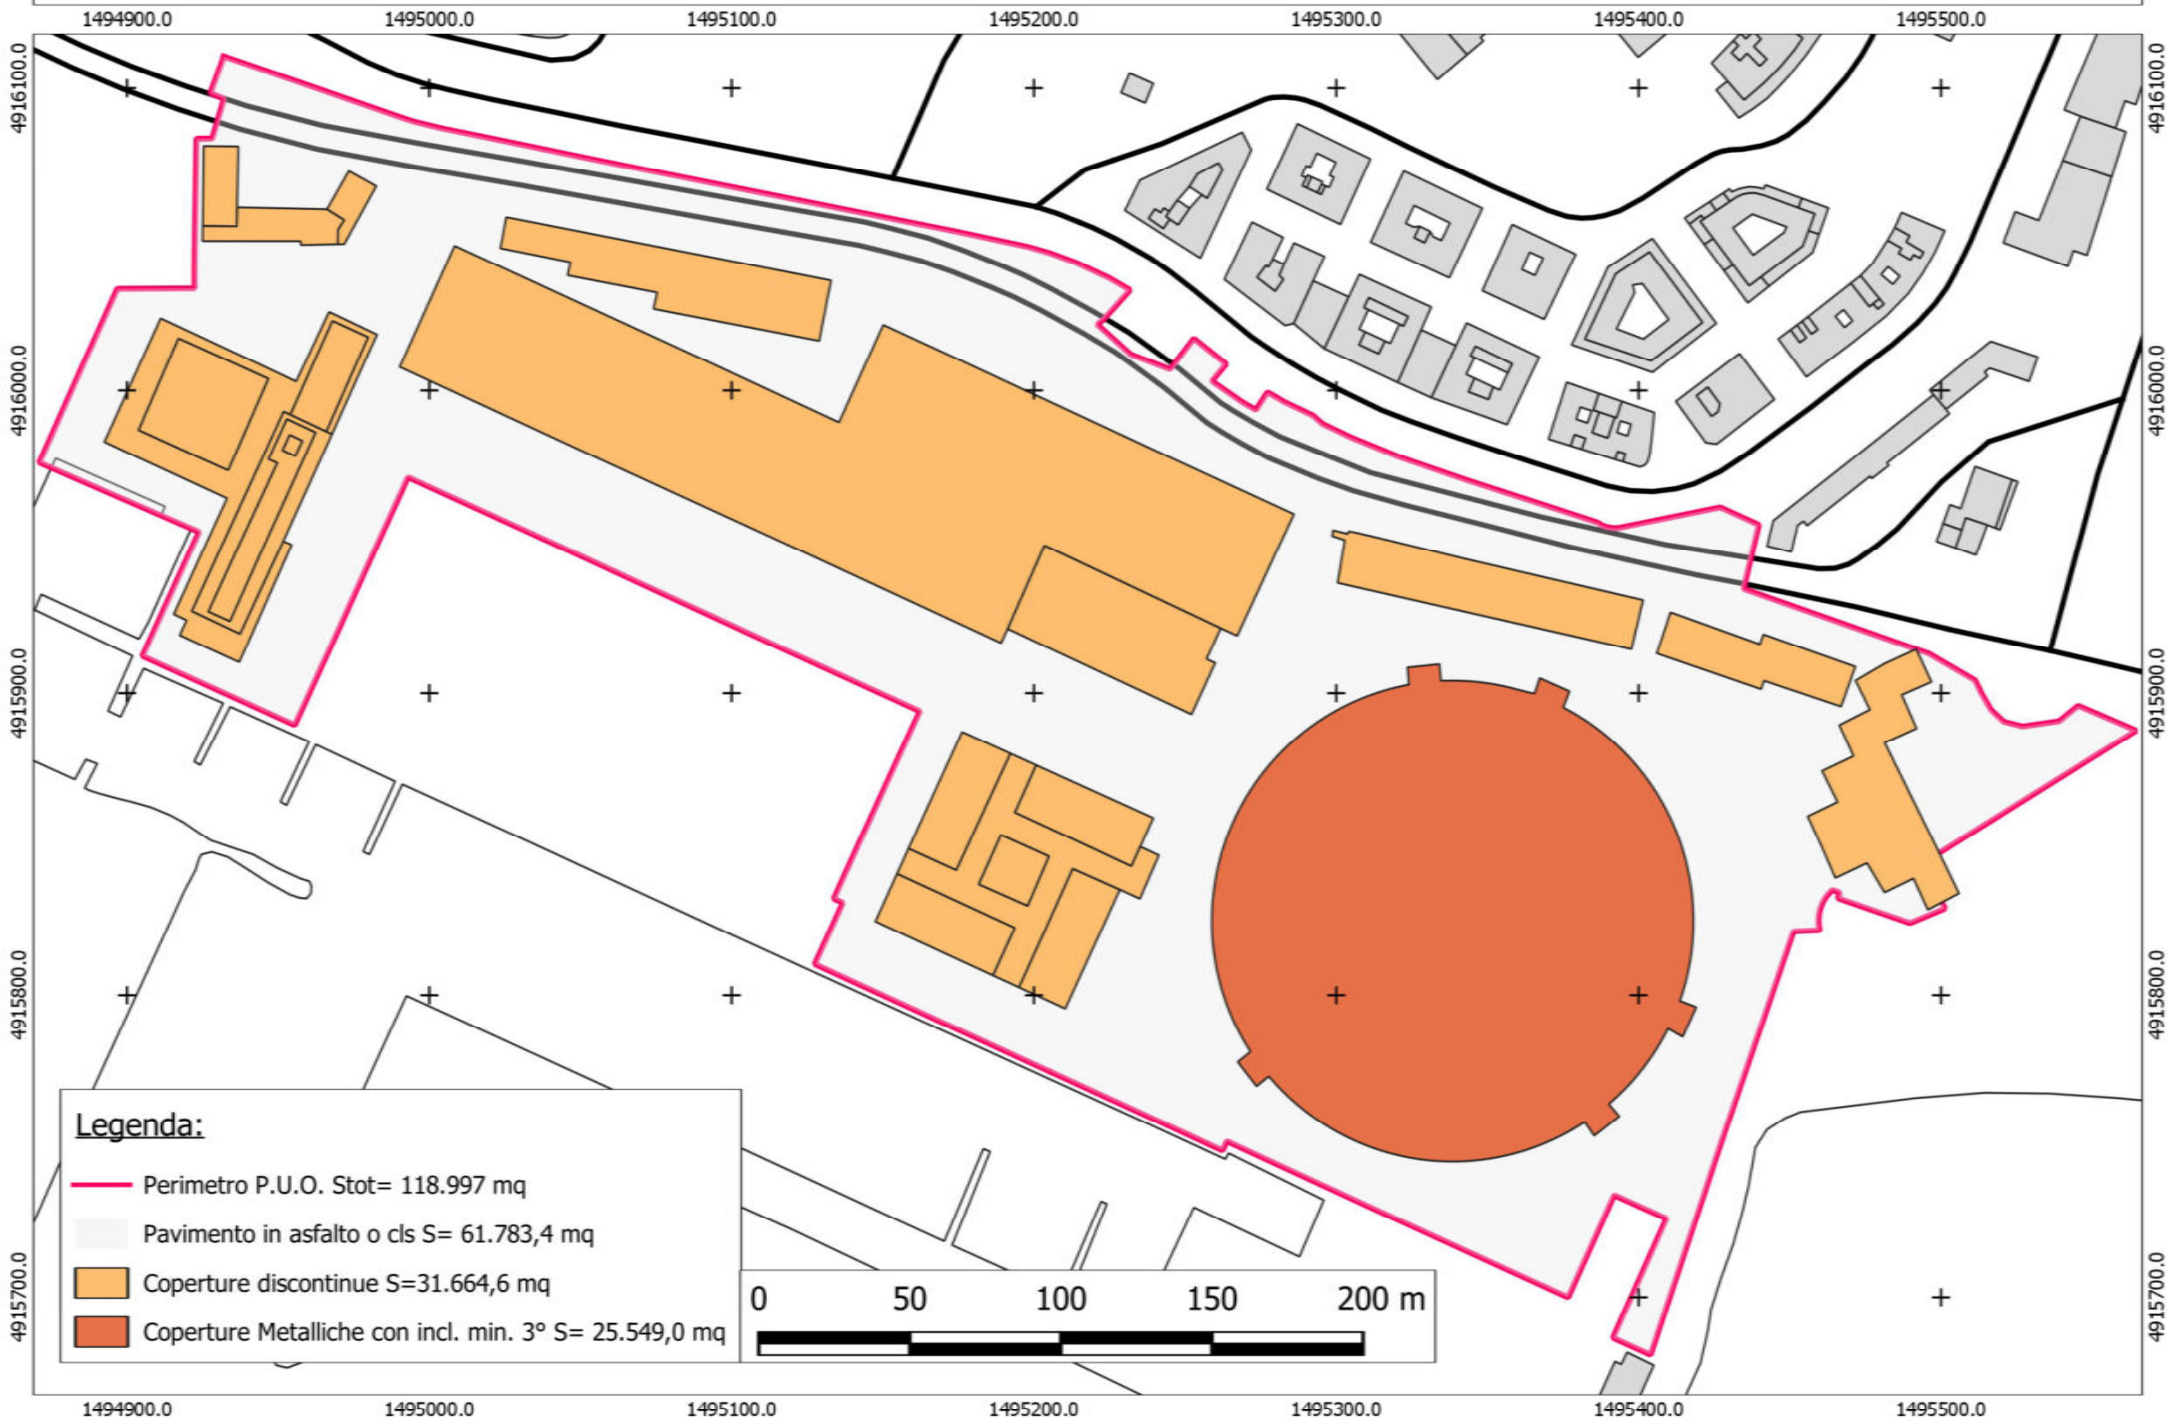 1494900.0 1495000.0 1495100.0 1495200.0 1495300.0 1495400.0 1495500.0
4916100.0 4916100.0
4916000.0 4916000.0
4915900.0 4915900.0
4915800.0 4915800.0
4915700.0 4915700.0
Legenda:
Perimetro P.U.O. Stot= 118.997 mq
Pavimento in asfalto o cls S= 61.783,4 mq
Coperture discontinue S=31.664,6 mq
Coperture Metalliche con incl. min. 3° S= 25.549,0 mq
0 50 100 150 200 m
1494900.0 1495000.0 1495100.0 1495200.0 1495300.0 1495400.0 1495500.0